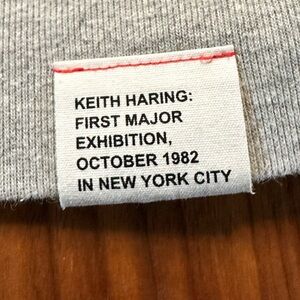 KEITH HARING:
FIRST MAJOR
EXHIBITION,
OCTOBER 1982
IN NEW YORK CITY